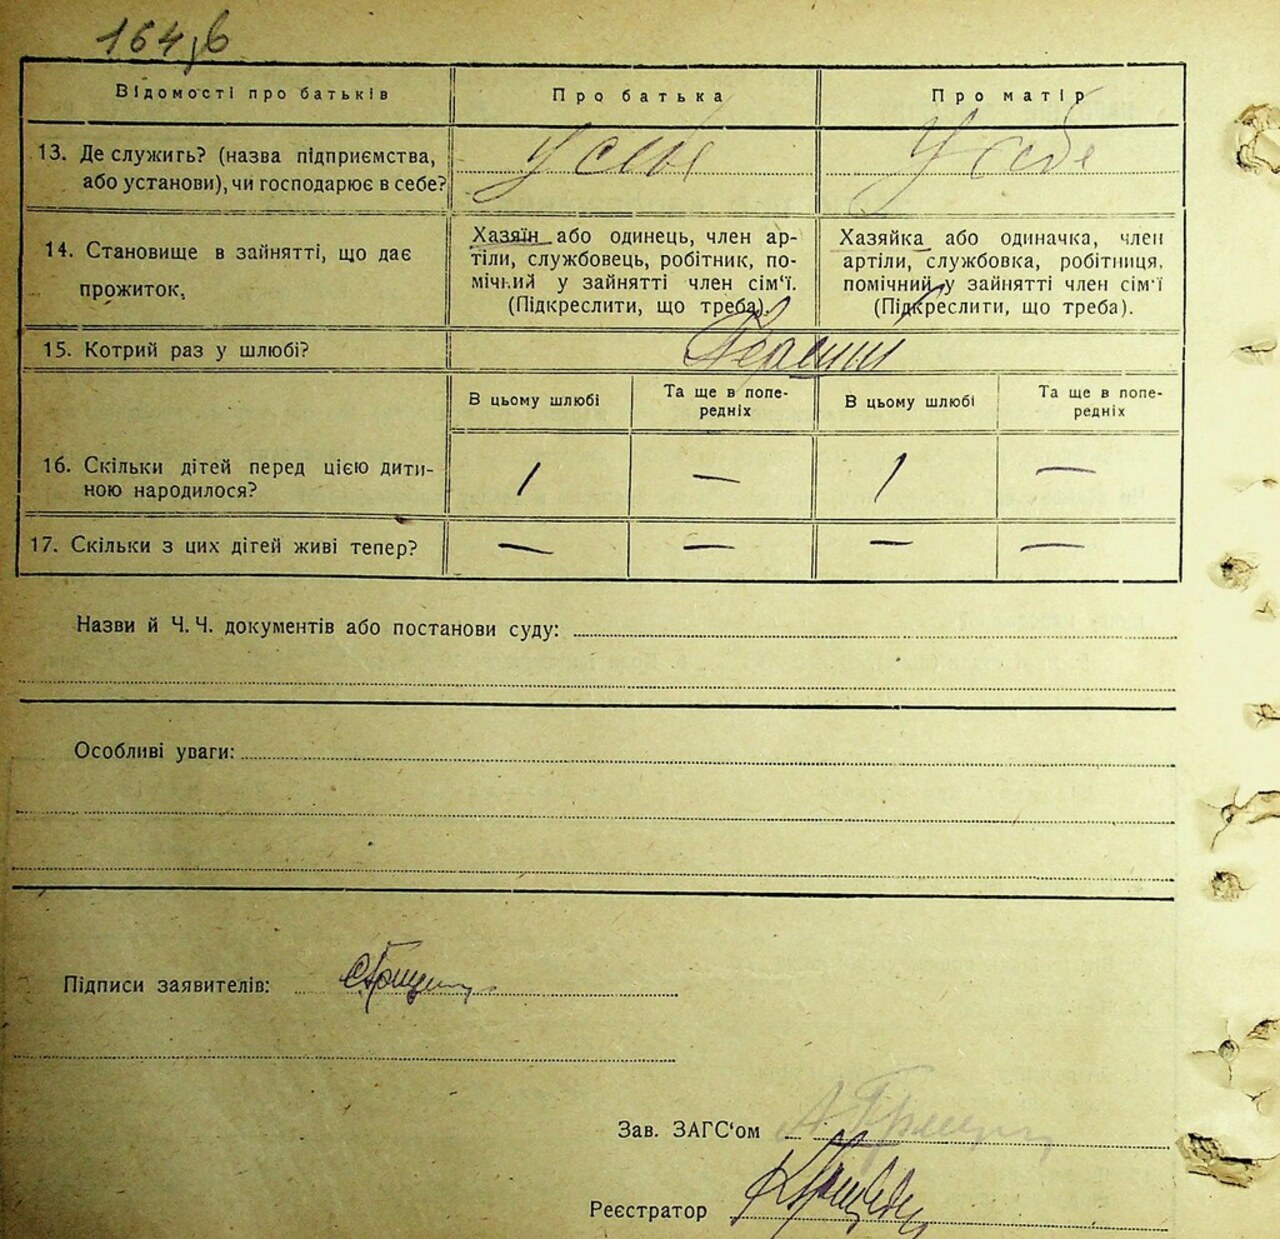 164,6
Відомості про батьків Про батька Про матір
13. Де служить? (назва підприємства, У себе У себе
або установи), чи господарює в себе?
14. Становище в зайнятті, що дає
прожиток.
Хазяїн або одинець, член ар-
тіли, службовець, робітник, по-
мічний у зайнятті член сім'ї.
(Підкреслити, що треба).
Хазяйка або одиначка, член
артіли, службовка, робітниця,
помічний у зайнятті член сім'ї
(Підкреслити, що треба).
15. Котрий раз у шлюбі?
В цьому шлюбі Та ще в попе-
редніх
В цьому шлюбі Та ще в попе-
редніх
16. Скільки дітей перед цією дити-
ною народилося? 1 — 1 —
17. Скільки з цих дітей живі тепер? — — — —
Назви й Ч. Ч. документів або постанови суду:
Особливі уваги:
Підписи заявителів:
Зав. ЗАГС'ом
Реєстратор